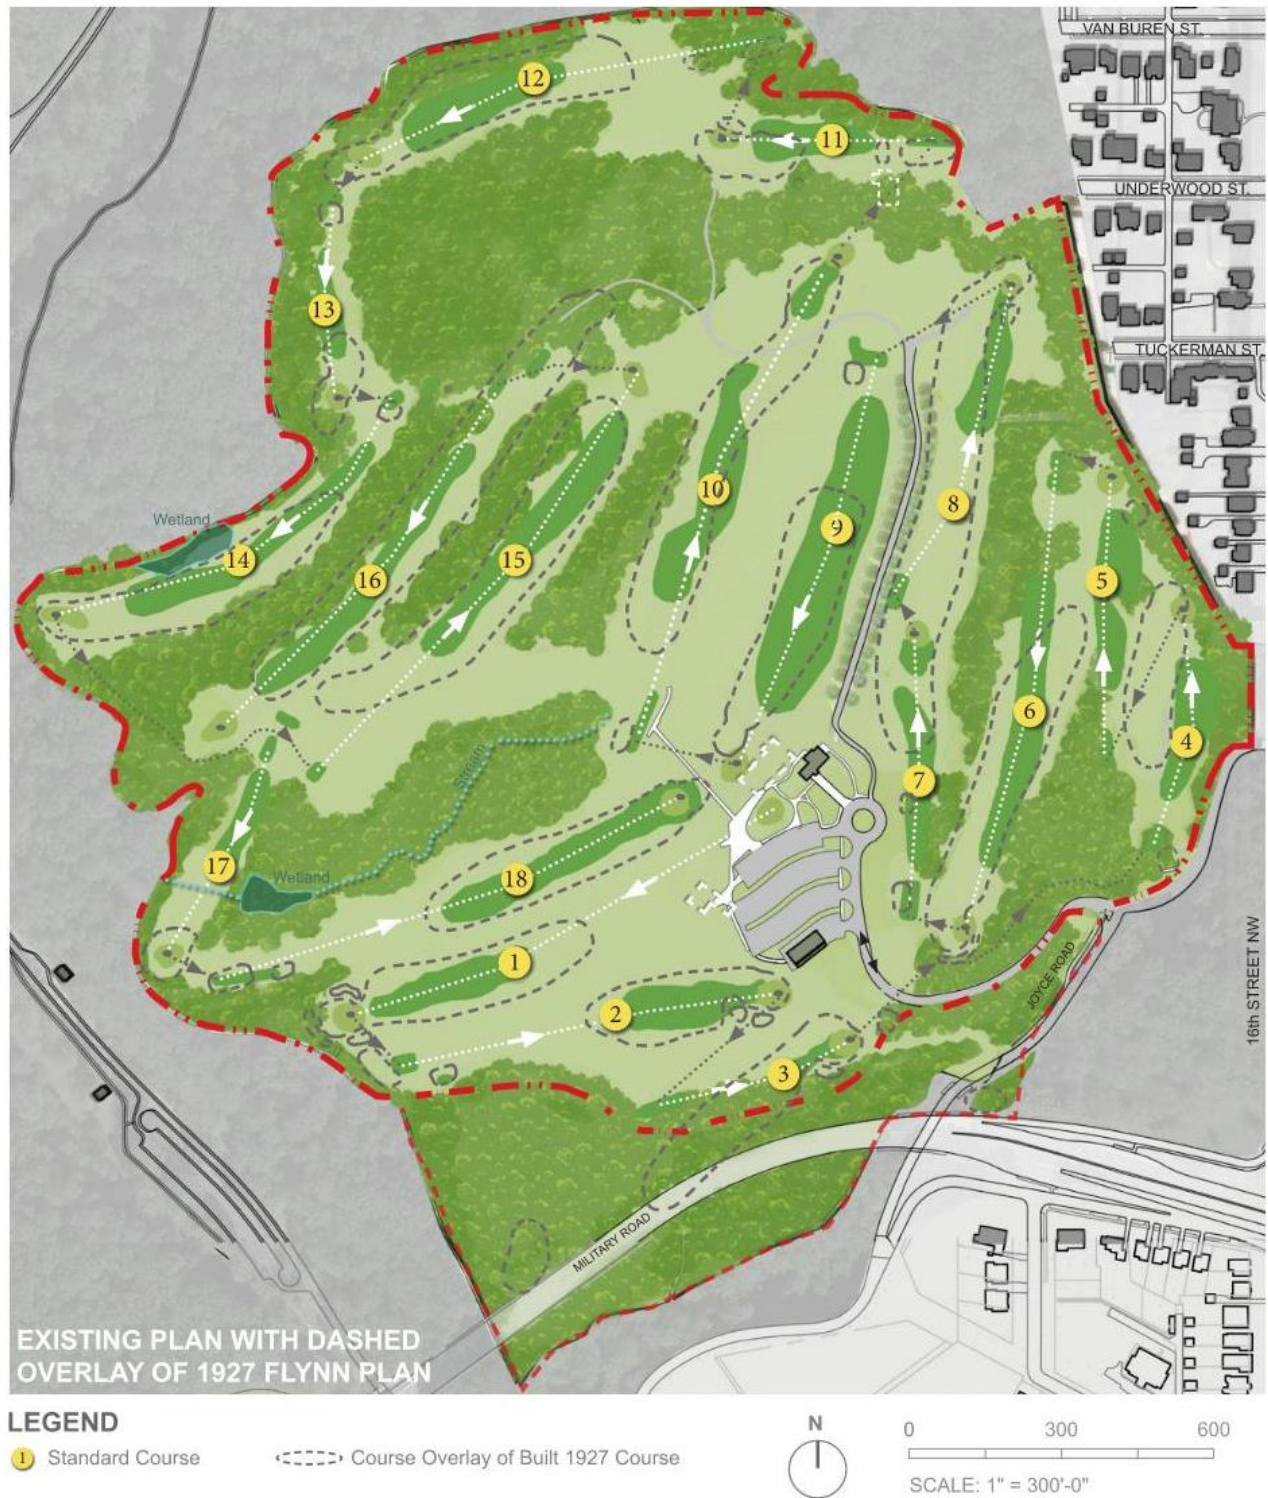 VAN BUREN ST.
12
11
UNDERWOOD ST.
13
TUCKERMAN ST.
10
9
8
Wetland
14
16
15
5
6
4
7
Stream
17
Wetland
18
1
2
3
JOYCE ROAD
16th STREET NW
MILITARY ROAD
EXISTING PLAN WITH DASHED
OVERLAY OF 1927 FLYNN PLAN
LEGEND
1 Standard Course
Course Overlay of Built 1927 Course
N
0 300 600
SCALE: 1" = 300'-0"